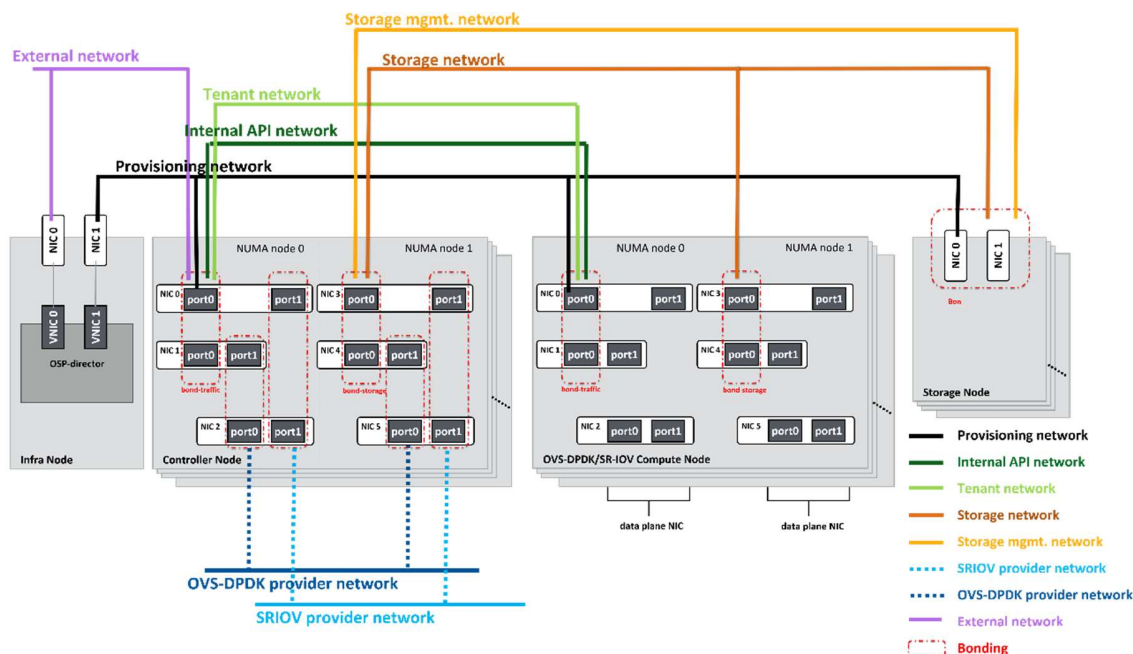 Storage mgmt. network
External network
Storage network
Tenant network
Internal API network
Provisioning network
NIC 0
NIC 1
NUMA node 0
NUMA node 1
NUMA node 0
NUMA node 1
NIC 0
NIC 1
Bon
NIC 0
port0
port1
NIC 3
port0
port1
NIC 0
port0
port1
NIC 3
port0
port1
VNIC 0
VNIC 1
OSP-director
NIC 1
port0
port1
NIC 4
port0
port1
NIC 1
port0
port1
NIC 4
port0
port1
bond-traffic
bond-storage
bond-traffic
bond storage
Storage Node
NIC 2
port0
port1
NIC 5
port0
port1
NIC 2
port0
port1
NIC 5
port0
port1
Infra Node
Controller Node
OVS-DPDK/SR-IOV Compute Node
data plane NIC
data plane NIC
OVS-DPDK provider network
SRIOV provider network
Provisioning network
Internal API network
Tenant network
Storage network
Storage mgmt. network
SRIOV provider network
OVS-DPDK provider network
External network
Bonding